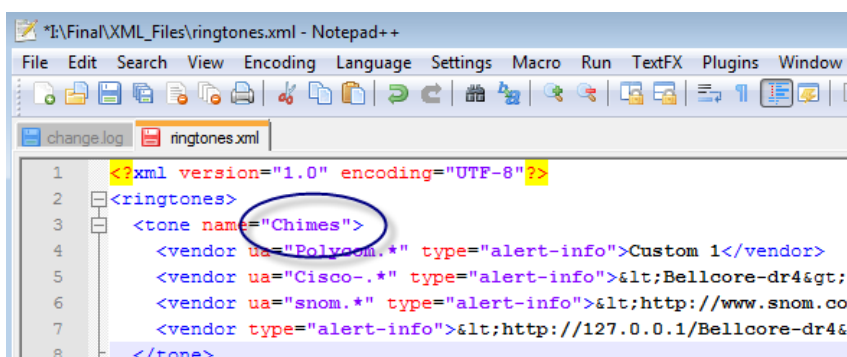 *I:\Final\XML_Files\ringtones.xml - Notepad++
File Edit Search View Encoding Language Settings Macro Run TextFX Plugins Window
change.log ringtones.xml
1 <?xml version="1.0" encoding="UTF-8"?>
2 <ringtones>
3 <tone name="Chimes">
4 <vendor ua="Polycom.*" type="alert-info">Custom 1</vendor>
5 <vendor ua="Cisco-.*" type="alert-info">&lt;Bellcore-dr4&gt;
6 <vendor ua="snom.*" type="alert-info">&lt;http://www.snom.co
7 <vendor type="alert-info">&lt;http://127.0.0.1/Bellcore-dr4&
8 </tone>